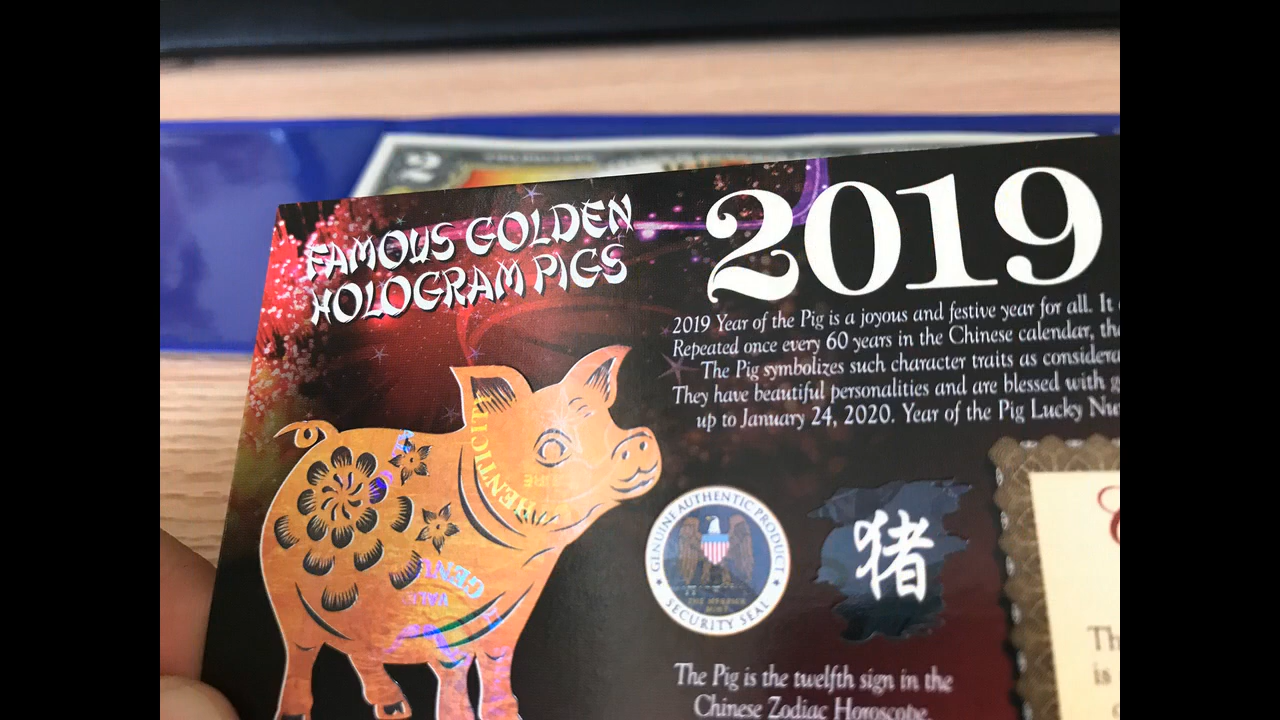 2
FAMOUS GOLDEN
HOLOGRAM PIGS
2019
2019 Year of the Pig is a joyous and festive year for all. It
Repeated once every 60 years in the Chinese calendar,
The Pig symbolizes such character traits as
They have beautiful personalities and are blessed with
up to January 24, 2020. Year of the Pig Lucky
GENUINE AUTHENTIC PRODUCT
SECURITY SEAL
猪
The Pig is the twelfth sign in the
Chinese Zodiac Horoscope.
is